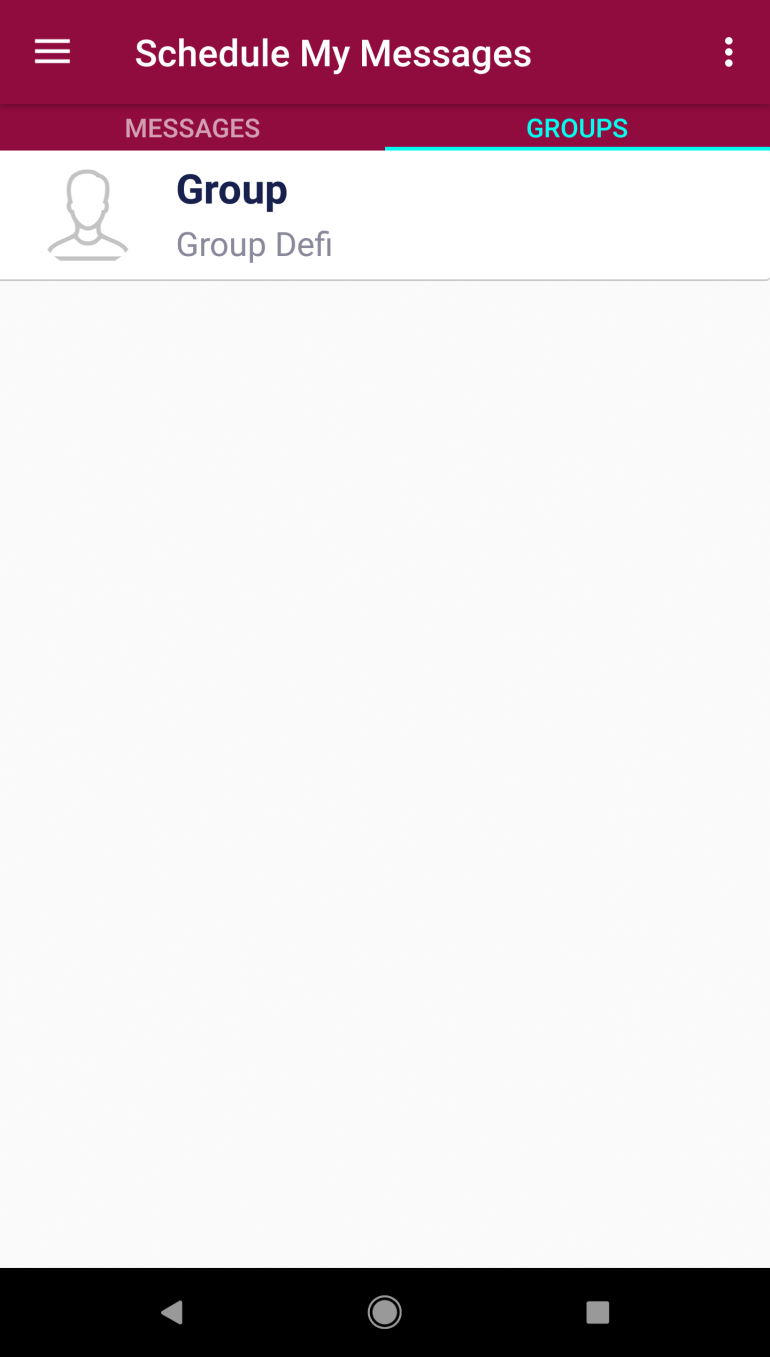 Schedule My Messages
MESSAGES
GROUPS
Group
Group Defi